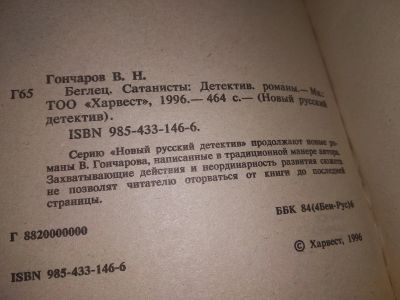 Гончаров В. Н.
Г65
Беглец. Сатанисты: Детектив. романы.— Мн.:
ТОО «Харвест», 1996.— 464 с.— (Новый русский
детектив).
ISBN 985-433-146-6.
Серию «Новый русский детектив» продолжают новые ро-
маны В. Гончарова, написанные в традиционной манере автора.
Захватывающие действия и неординарность развития сюжета
не позволят читателю оторваться от книги до последней
страницы.
ББК 84(4Беи-Рус)6
Г 8820000000
© Харвест, 1996
ISBN 985-433-146-6